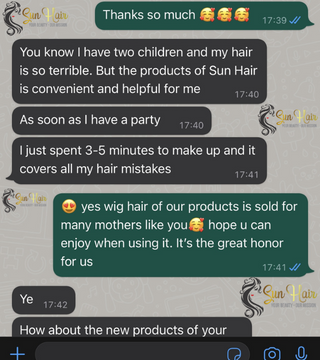 Sun Hair
Thanks so much 🥰🥰🥰
17:39
You know I have two children and my hair
is so terrible. But the products of Sun Hair
is convenient and helpful for me
17:40
As soon as I have a party
17:40
Sun Hair
I just spent 3-5 minutes to make up and it
covers all my hair mistakes
17:41
Sun Hair
😍 yes wig hair of our products is sold for
many mothers like you🥰 hope u can
enjoy when using it. It’s the great honor
for us
17:41
Ye
17:42
Sun Hair
How about the new products of your